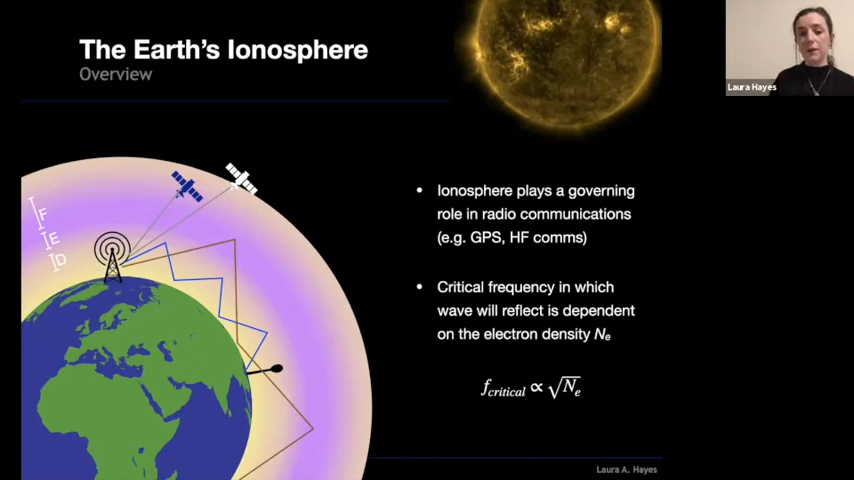 The Earth's Ionosphere
Overview
Laura Hayes
F
E
D
• Ionosphere plays a governing
role in radio communications
(e.g. GPS, HF comms)
• Critical frequency in which
wave will reflect is dependent
on the electron density Nₑ
f_critical ∝ √Nₑ
Laura A. Hayes